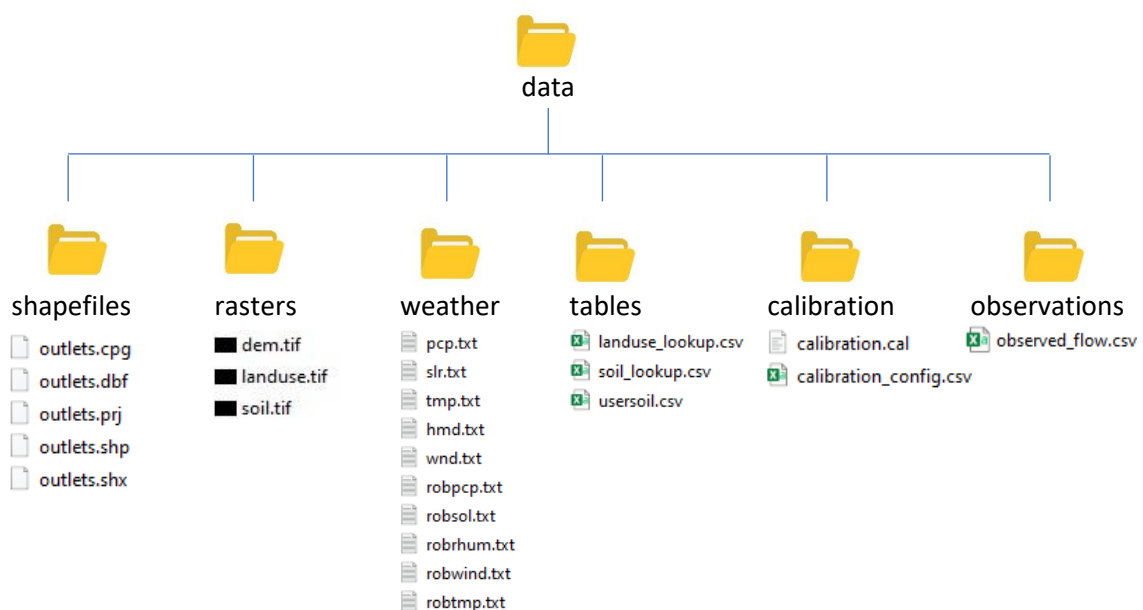 data
shapefiles
outlets.cpg
outlets.dbf
outlets.prj
outlets.shp
outlets.shx
rasters
dem.tif
landuse.tif
soil.tif
weather
pcp.txt
slr.txt
tmp.txt
hmd.txt
wnd.txt
robpcp.txt
robsol.txt
robrhum.txt
robwind.txt
robtmp.txt
tables
landuse_lookup.csv
soil_lookup.csv
usersoil.csv
calibration
calibration.cal
calibration_config.csv
observations
observed_flow.csv